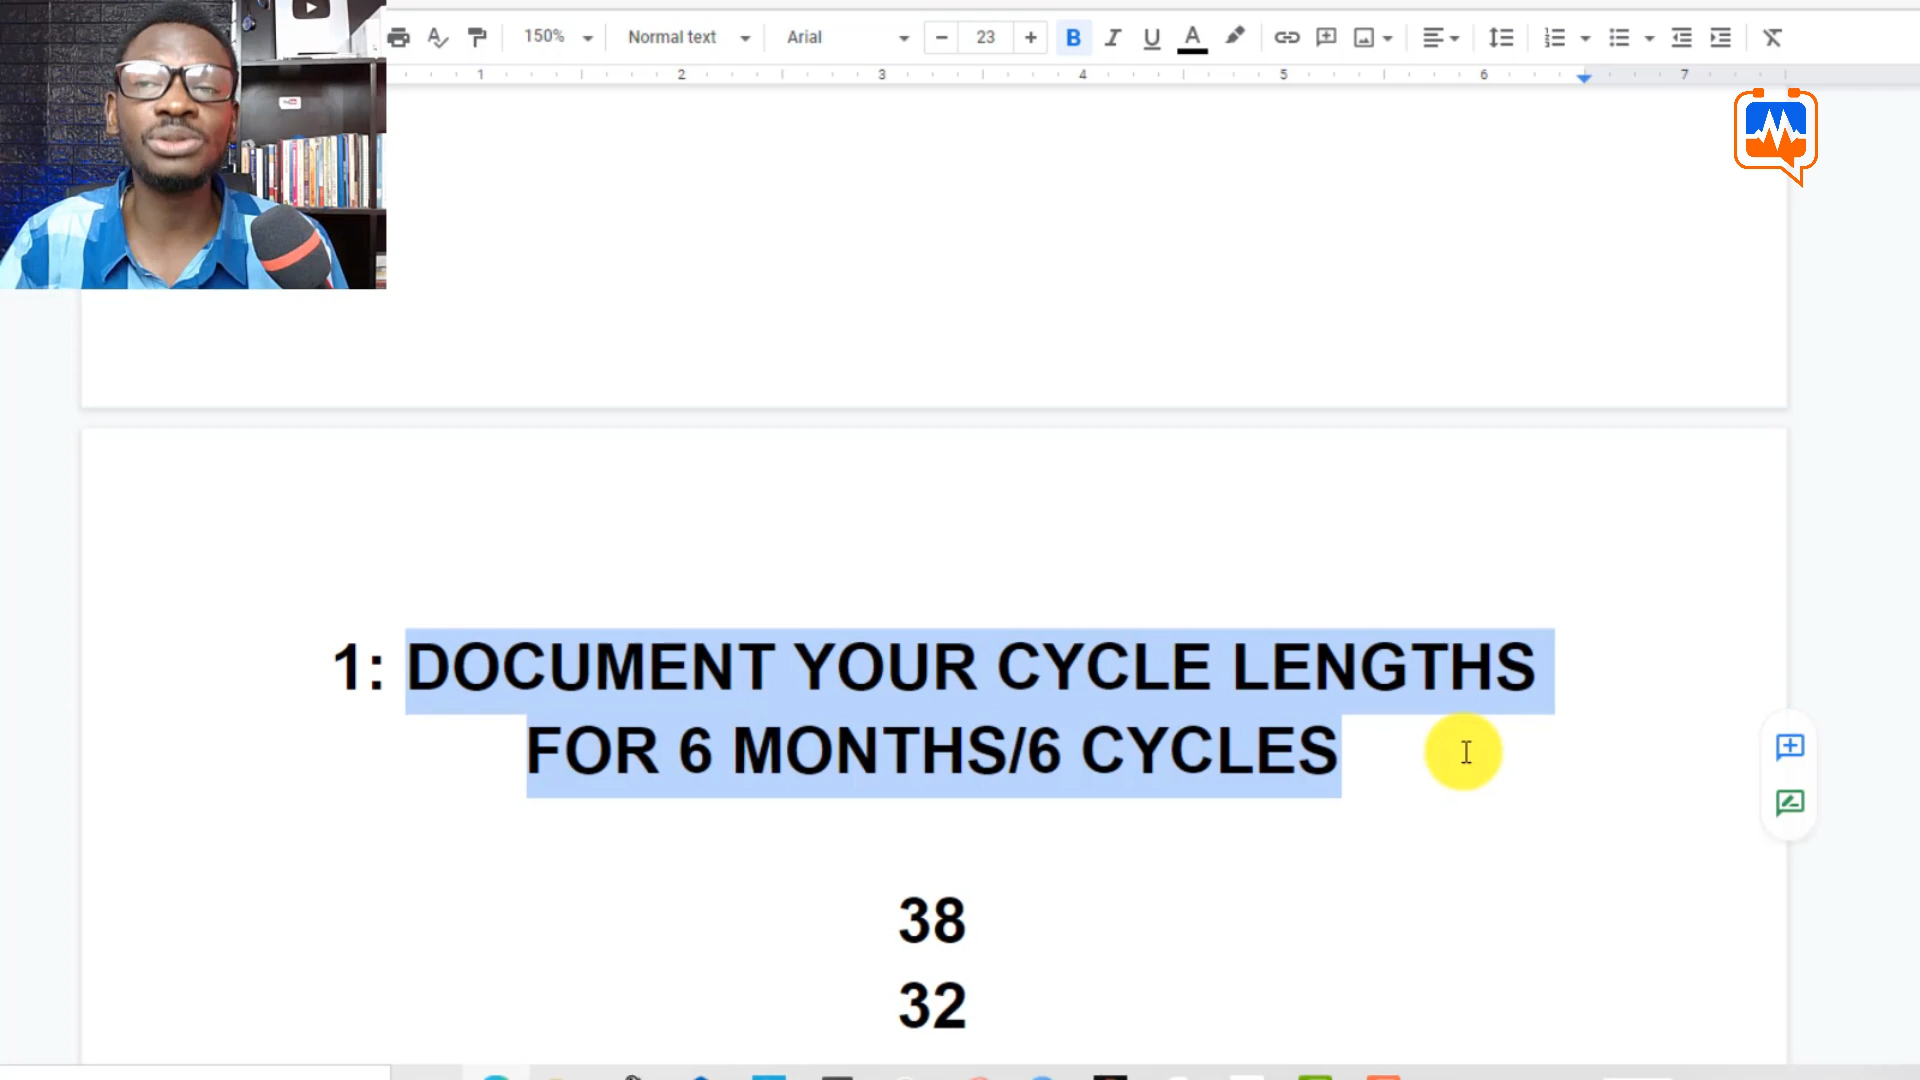 150% Normal text Arial 23 B I U A
1 2 3 4 5 6 7
1: DOCUMENT YOUR CYCLE LENGTHS
FOR 6 MONTHS/6 CYCLES
38
32